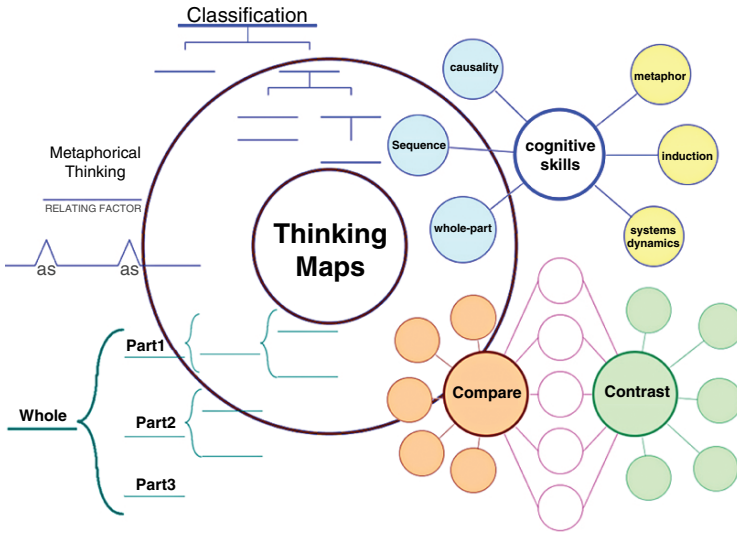 Classification
causality
metaphor
Sequence
cognitive
skills
induction
Metaphorical
Thinking
RELATING FACTOR
whole-part
systems
dynamics
Thinking
Maps
as
as
Part1
Whole
Part2
Part3
Compare
Contrast